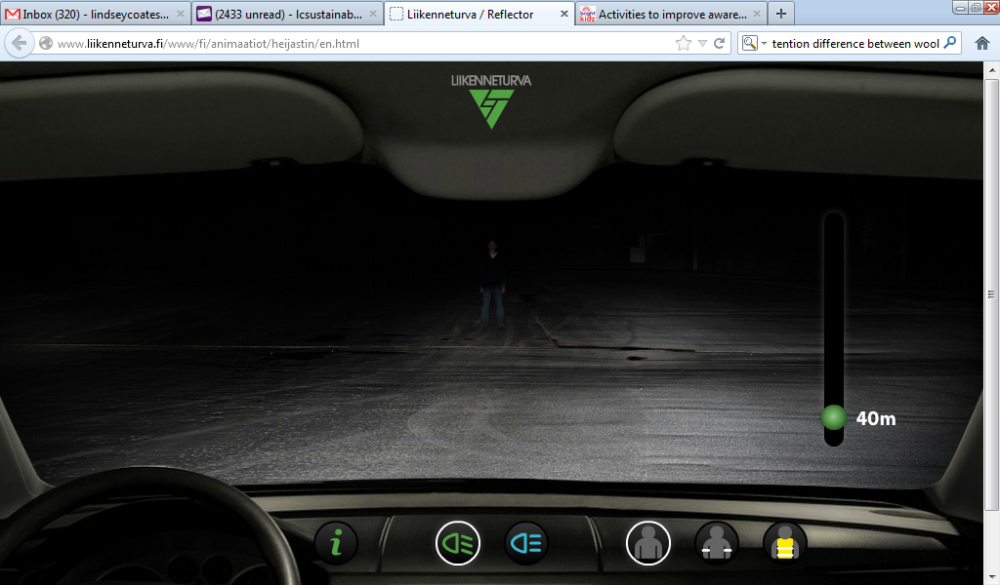 Inbox (320) - lindseycoates...
(2433 unread) - lcsustainab...
Liikenneturva / Reflector
Activities to improve aware...
www.liikenneturva.fi/www/fi/animaatiot/heijastin/en.html
tention difference between wool
LIIKENNETURVA
40m
i